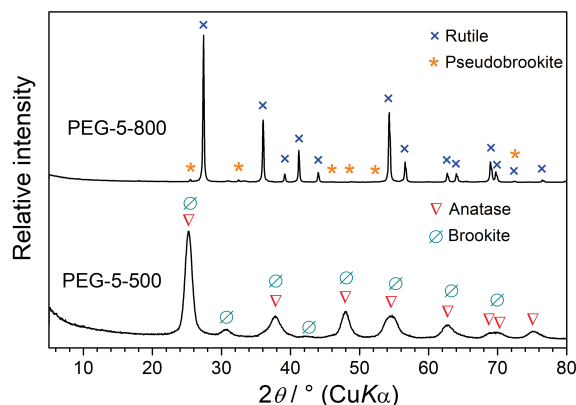 Relative intensity
× Rutile
* Pseudobrookite
PEG-5-800
Anatase
Brookite
PEG-5-500
10 20 30 40 50 60 70 80
2θ / ° (CuKα)